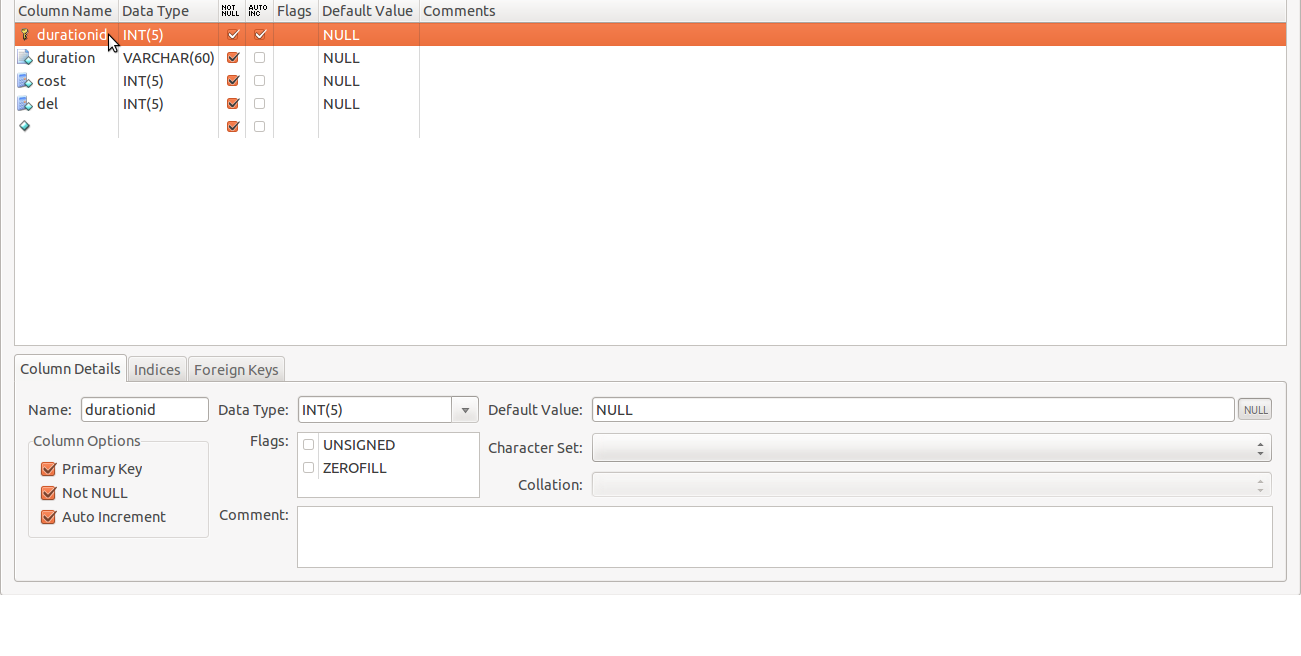 Column Name Data Type NOT NULL AUTO INC Flags Default Value Comments
durationid INT(5) NULL
duration VARCHAR(60) NULL
cost INT(5) NULL
del INT(5) NULL
Column Details Indices Foreign Keys
Name: durationid Data Type: INT(5) Default Value: NULL NULL
Column Options Flags: UNSIGNED Character Set:
Primary Key ZEROFILL
Not NULL Collation:
Auto Increment Comment: